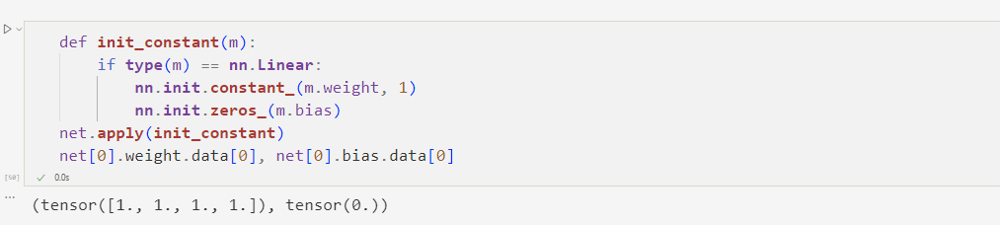 def init_constant(m):
if type(m) == nn.Linear:
nn.init.constant_(m.weight, 1)
nn.init.zeros_(m.bias)
net.apply(init_constant)
net[0].weight.data[0], net[0].bias.data[0]
[50]
✓ 0.0s
...
(tensor([1., 1., 1., 1.]), tensor(0.))